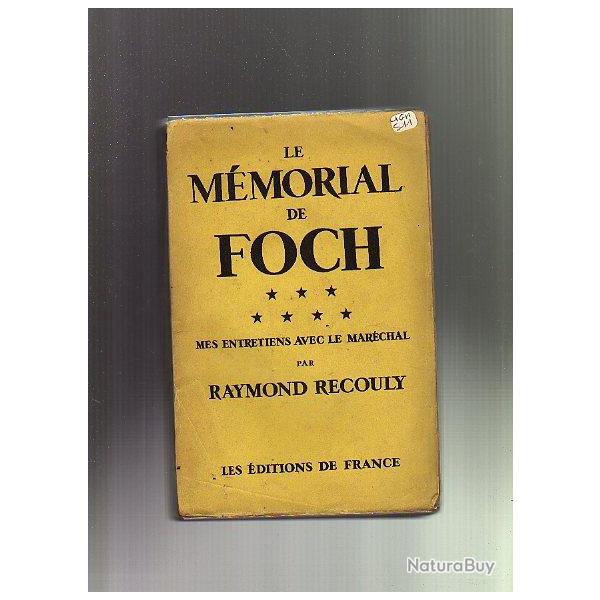 LE
MÉMORIAL
DE
FOCH
★ ★ ★
★ ★ ★ ★
MES ENTRETIENS AVEC LE MARÉCHAL
PAR
RAYMOND RECOULY
LES ÉDITIONS DE FRANCE
NaturaBuy